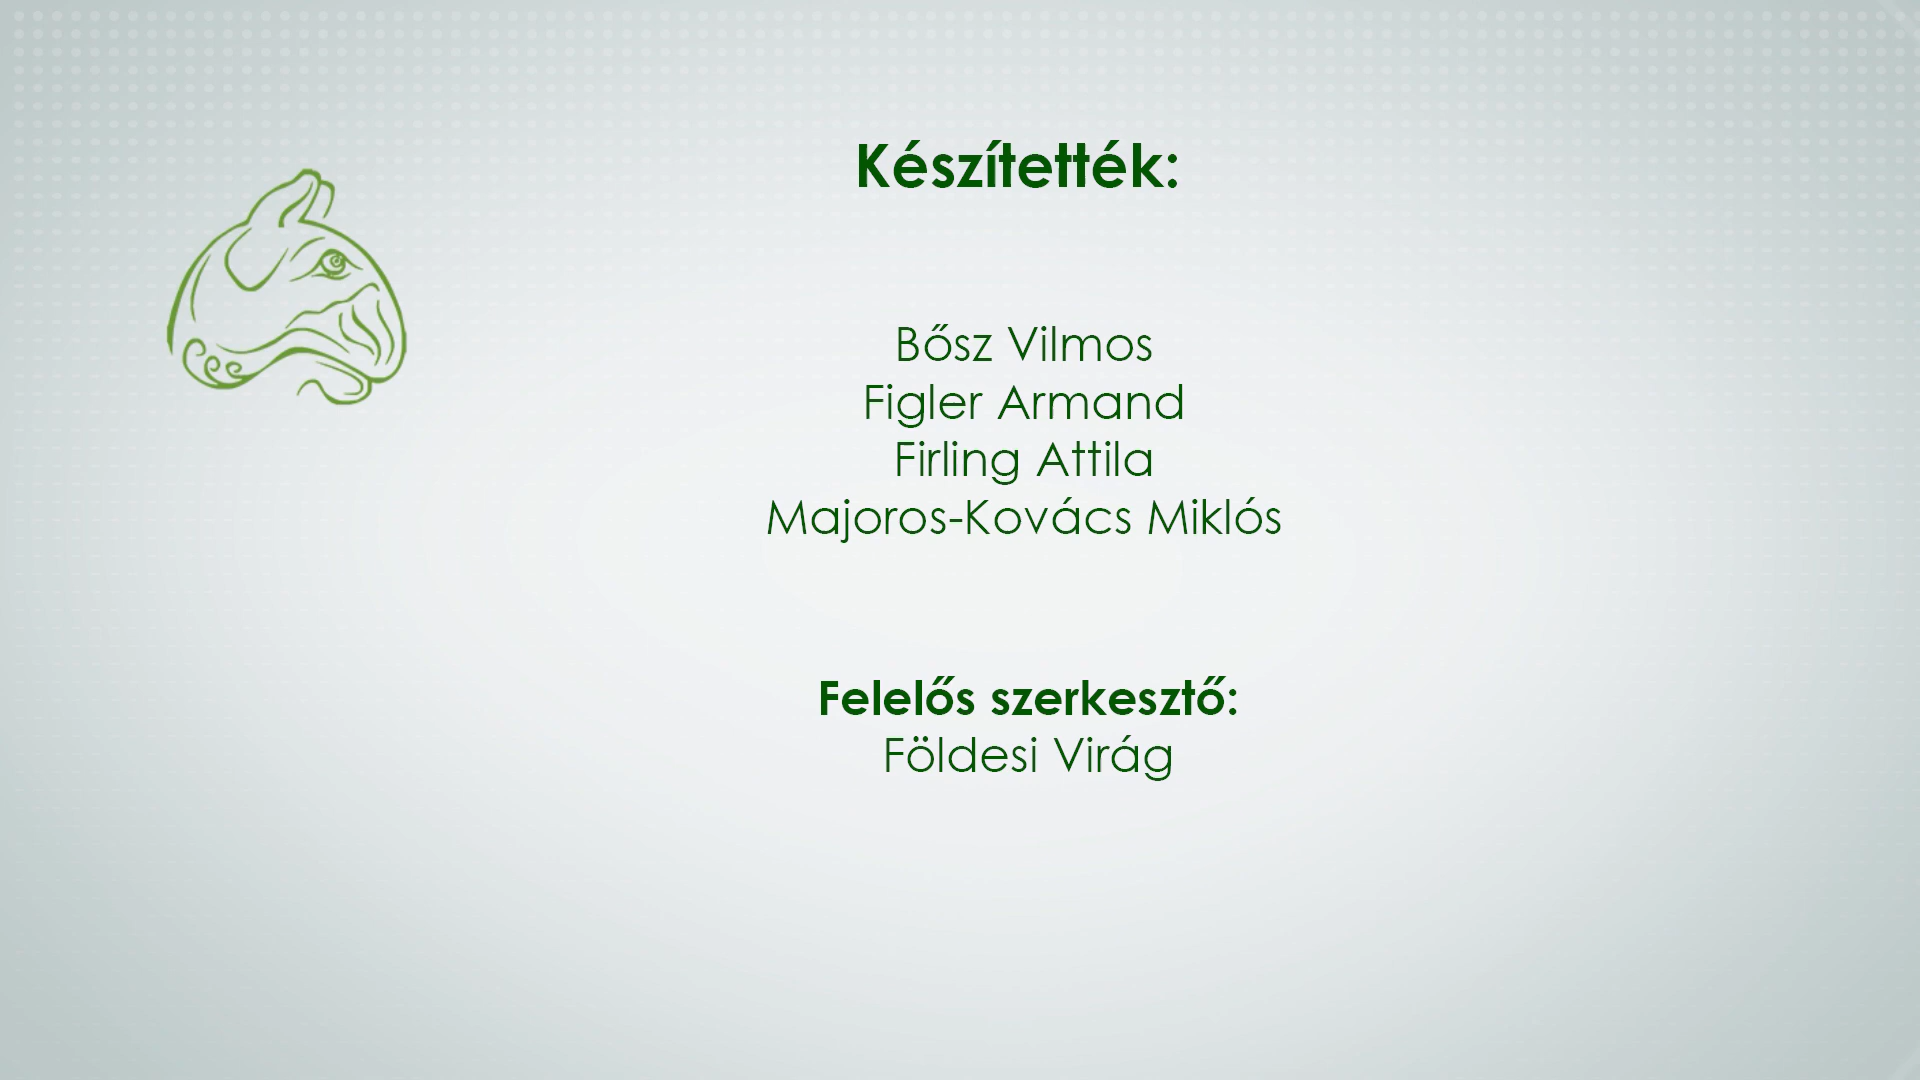 Készítették:
Bősz Vilmos
Figler Armand
Firling Attila
Majoros-Kovács Miklós
Felelős szerkesztő:
Földesi Virág